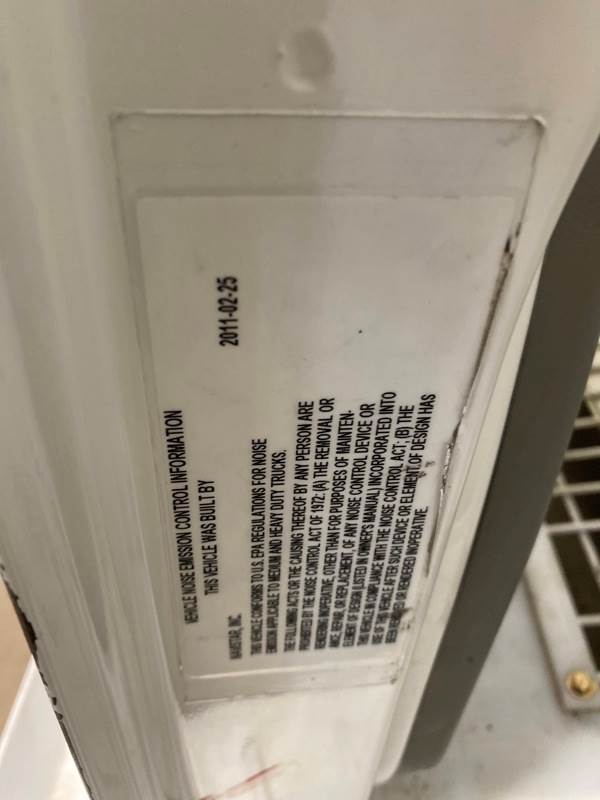 VEHICLE NOISE EMISSION CONTROL INFORMATION
THIS VEHICLE WAS BUILT BY
NAVISTAR, INC. 2011-02-25
THIS VEHICLE CONFORMS TO U.S. EPA REGULATIONS FOR NOISE
EMISSION APPLICABLE TO MEDIUM AND HEAVY DUTY TRUCKS.
THE FOLLOWING ACTS OR THE CAUSING THEREOF BY ANY PERSON ARE
PROHIBITED BY THE NOISE CONTROL ACT OF 1972: (A) THE REMOVAL OR
RENDERING INOPERATIVE, OTHER THAN FOR PURPOSES OF MAINTEN-
ANCE, REPAIR, OR REPLACEMENT, OF ANY NOISE CONTROL DEVICE OR
ELEMENT OF DESIGN (LISTED IN OWNER'S MANUAL) INCORPORATED INTO
THIS VEHICLE IN COMPLIANCE WITH THE NOISE CONTROL ACT; (B) THE
USE OF THIS VEHICLE AFTER SUCH DEVICE OR ELEMENT OF DESIGN HAS
BEEN REMOVED OR RENDERED INOPERATIVE.